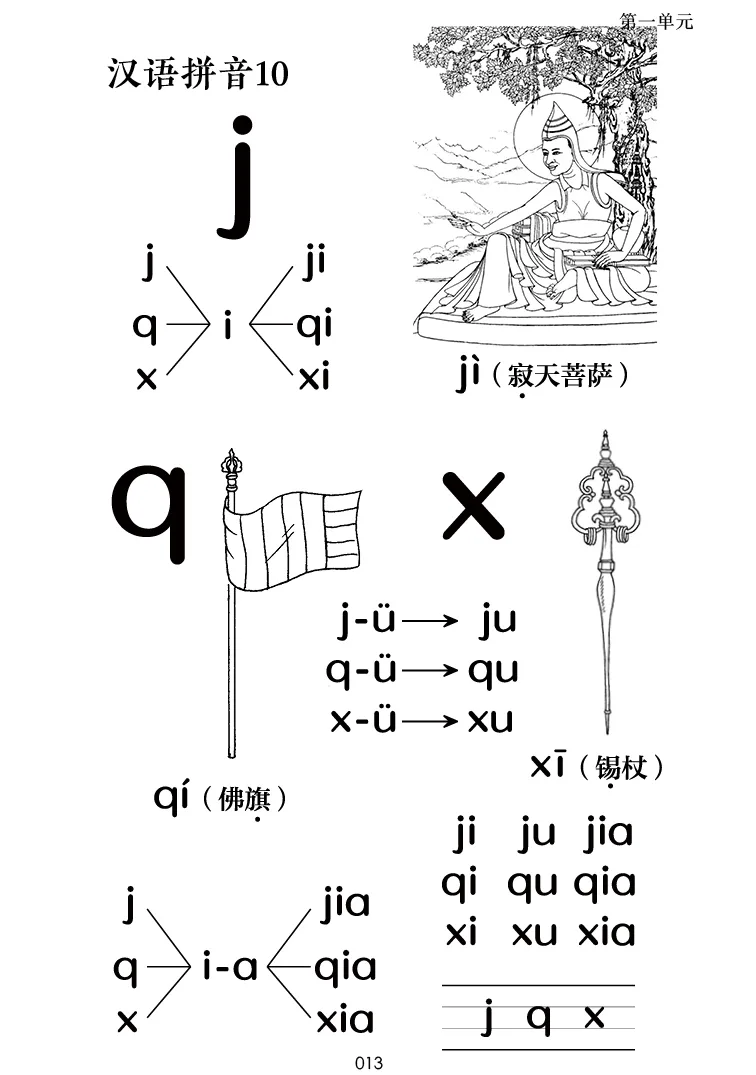 第一单元
汉语拼音10
j
j
q
x
i
ji
qi
xi
jì（寂天菩萨）
q
x
j-ü → ju
q-ü → qu
x-ü → xu
qí（佛旗）
xī（锡杖）
ji ju jia
qi qu qia
xi xu xia
j
q
x
i-a
jia
qia
xia
j q x
013